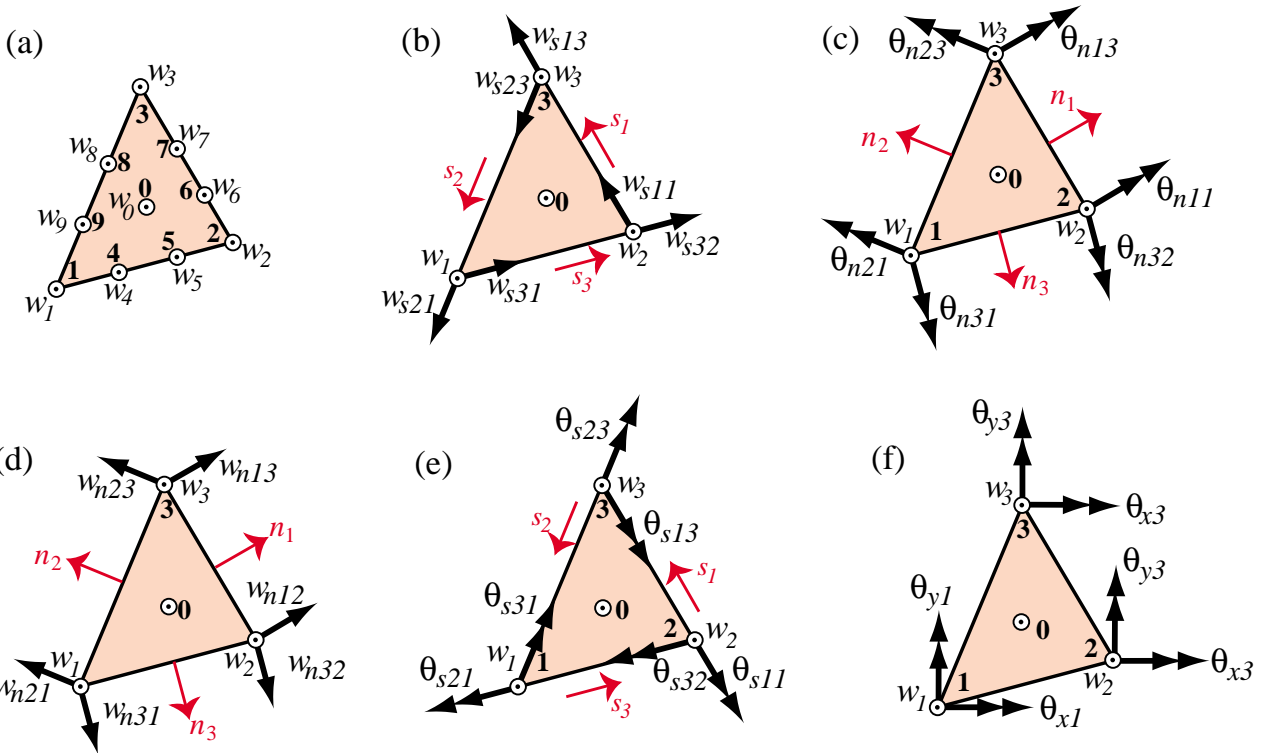 (a)
w3
3
w7
7
w8
8
w6
6
0
w0
w9
9
2
w2
5
w5
4
w4
1
w1
(b)
ws13
w3
3
ws23
s1
s2
ws11
0
w2
ws32
w1
ws31
s3
ws21
(c)
θn23
w3
θn13
3
n1
n2
0
2
θn11
w2
w1
1
θn21
θn32
n3
θn31
(d)
wn23
wn13
w3
3
n1
n2
wn12
0
w2
wn32
w1
wn21
wn31
n3
(e)
θs23
w3
3
s2
θs13
s1
θs31
0
2
w2
w1
1
θs21
θs32
θs11
s3
(f)
θy3
w3
3
θx3
θy3
θy1
0
2
w2
θx3
w1
1
θx1